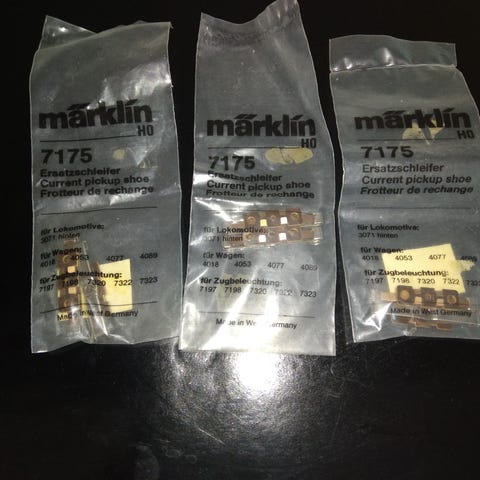 märklin
HO
7175
Ersatzschleifer
Current pickup shoe
Frotteur de rechange
für Lokomotive:
3071 hinten
für Wagen:
4018 4053 4077 4089
für Zugbeleuchtung:
7197 7198 7320 7322 7323
Made in West Germany
märklin
HO
7175
Ersatzschleifer
Current pickup shoe
Frotteur de rechange
für Lokomotive:
3071 hinten
für Wagen:
4018 4053 4077 4089
für Zugbeleuchtung:
7197 7198 7320 7322 7323
Made in West Germany
märklin
HO
7175
Ersatzschleifer
Current pickup shoe
Frotteur de rechange
für Lokomotive:
3071 hinten
für Wagen:
4018 4053 4077 4089
für Zugbeleuchtung:
7197 7198 7320 7322 7323
Made in West Germany